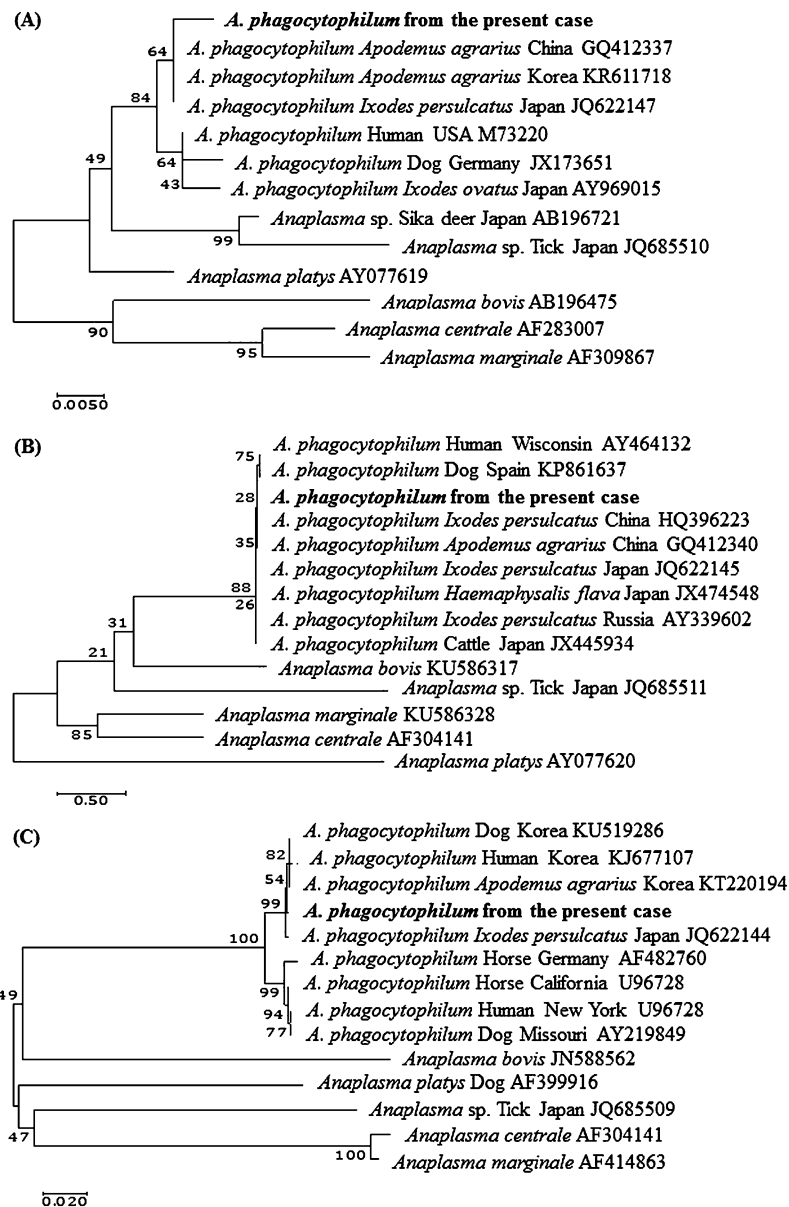 (A)
A. phagocytophilum from the present case
64
A. phagocytophilum Apodemus agrarius China GQ412337
A. phagocytophilum Apodemus agrarius Korea KR611718
84
A. phagocytophilum Ixodes persulcatus Japan JQ622147
A. phagocytophilum Human USA M73220
49
64
A. phagocytophilum Dog Germany JX173651
43
A. phagocytophilum Ixodes ovatus Japan AY969015
Anaplasma sp. Sika deer Japan AB196721
99
Anaplasma sp. Tick Japan JQ685510
Anaplasma platys AY077619
Anaplasma bovis AB196475
90
Anaplasma centrale AF283007
95
Anaplasma marginale AF309867
0.0050
(B)
A. phagocytophilum Human Wisconsin AY464132
75
A. phagocytophilum Dog Spain KP861637
28
A. phagocytophilum from the present case
A. phagocytophilum Ixodes persulcatus China HQ396223
35
A. phagocytophilum Apodemus agrarius China GQ412340
A. phagocytophilum Ixodes persulcatus Japan JQ622145
88
A. phagocytophilum Haemaphysalis flava Japan JX474548
26
A. phagocytophilum Ixodes persulcatus Russia AY339602
31
A. phagocytophilum Cattle Japan JX445934
21
Anaplasma bovis KU586317
Anaplasma sp. Tick Japan JQ685511
Anaplasma marginale KU586328
85
Anaplasma centrale AF304141
Anaplasma platys AY077620
0.50
(C)
A. phagocytophilum Dog Korea KU519286
82
A. phagocytophilum Human Korea KJ677107
54
A. phagocytophilum Apodemus agrarius Korea KT220194
99
A. phagocytophilum from the present case
100
A. phagocytophilum Ixodes persulcatus Japan JQ622144
A. phagocytophilum Horse Germany AF482760
99
A. phagocytophilum Horse California U96728
94
A. phagocytophilum Human New York U96728
77
A. phagocytophilum Dog Missouri AY219849
49
Anaplasma bovis JN588562
Anaplasma platys Dog AF399916
Anaplasma sp. Tick Japan JQ685509
47
Anaplasma centrale AF304141
100
Anaplasma marginale AF414863
0.020